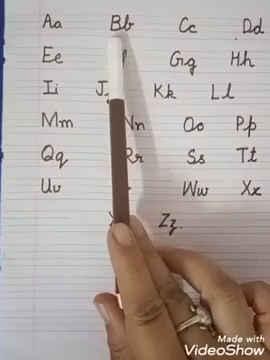 Aa Bb Cc Dd
Ee Gg Hh
Ii Kk Ll
Mm Oo Pp
Qq Rr Ss Tt
Uu Ww Xx
Zz.
Made with
VideoShow